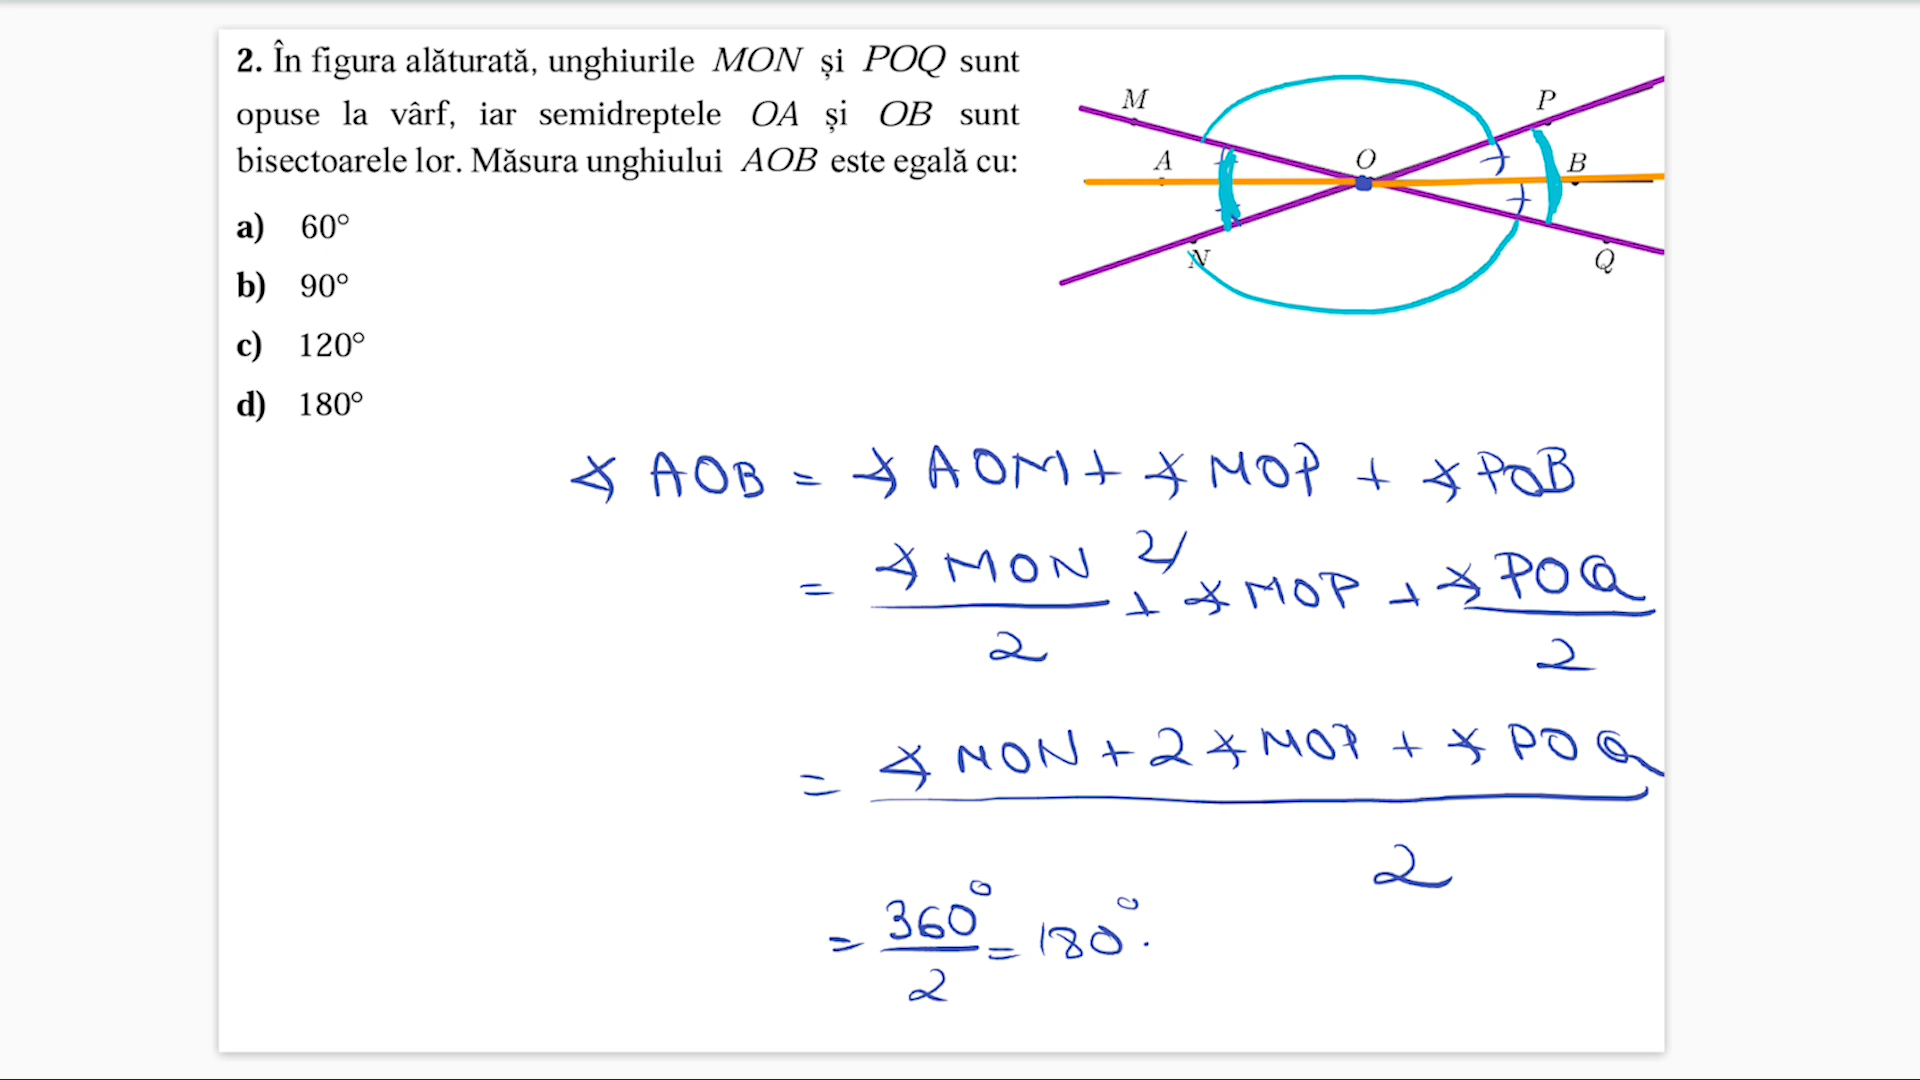 2. În figura alăturată, unghiurile MON și POQ sunt
opuse la vârf, iar semidreptele OA și OB sunt
bisectoarele lor. Măsura unghiului AOB este egală cu:
a) 60°
b) 90°
c) 120°
d) 180°
M
P
A
O
B
N
Q
∢ AOB = ∢ AOM + ∢ MOP + ∢ POB
= ∢ MON / 2 2/ + ∢ MOP + ∢ POQ / 2
= ∢ MON + 2 ∢ MOP + ∢ POQ / 2
= 360° / 2 = 180°.